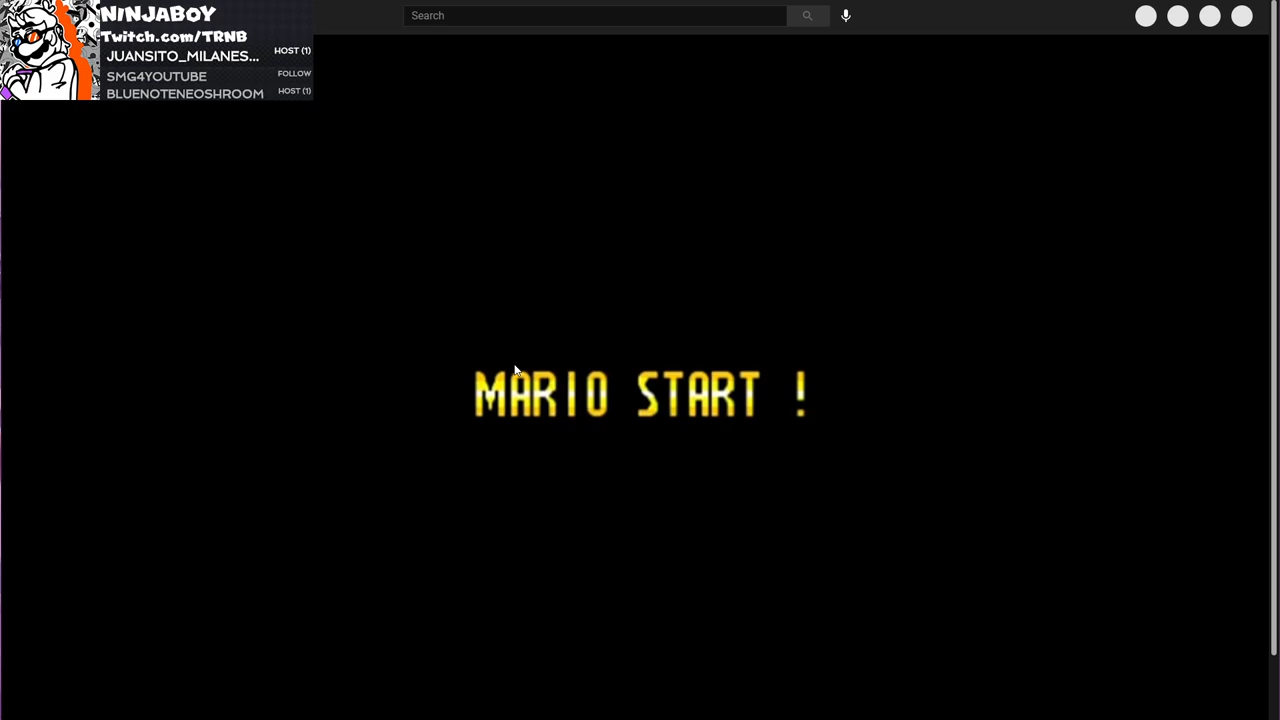 NiNJABOY
Twitch.com/TRNB
JUANSITO_MILANES... HOST (1)
SMG4YOUTUBE FOLLOW
BLUENOTENEOSHROOM HOST (1)
Search
MARIO START !